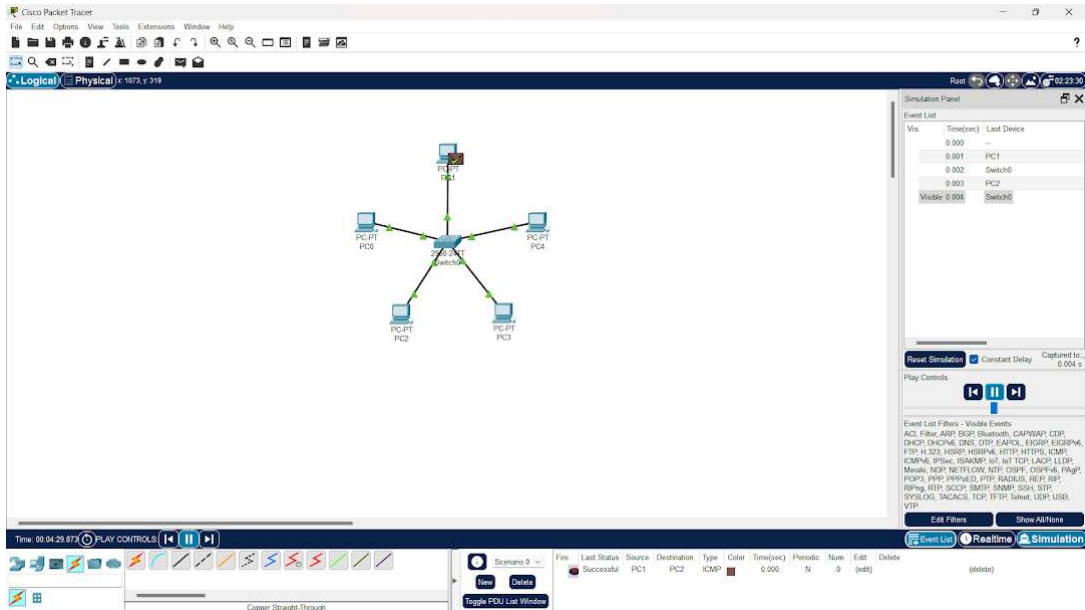 Cisco Packet Tracer
File Edit Options View Tools Extensions Window Help
?
Logical Physical x: 1073, y: 319
Root 02:23:30
Simulation Panel
Event List
Vis. Time(sec) Last Device
0.000 --
0.001 PC1
0.002 Switch0
0.003 PC2
Visible 0.004 Switch0
PC-PT
PC1
PC-PT
PC0
PC-PT
PC4
2950-24TT
Switch0
PC-PT
PC2
PC-PT
PC3
Reset Simulation Constant Delay Captured to:
0.004 s
Play Controls
Event List Filters - Visible Events
ACL Filter, ARP, BGP, Bluetooth, CAPWAP, CDP,
DHCP, DHCPv6, DNS, DTP, EAPOL, EIGRP, EIGRPv6,
FTP, H.323, HSRP, HSRPv6, HTTP, HTTPS, ICMP,
ICMPv6, IPSec, ISAKMP, IoT, IoT TCP, LACP, LLDP,
Meraki, NDP, NETFLOW, NTP, OSPF, OSPFv6, PAgP,
POP3, PPP, PPPoED, PTP, RADIUS, REP, RIP,
RIPng, RTP, SCCP, SMTP, SNMP, SSH, STP,
SYSLOG, TACACS, TCP, TFTP, Telnet, UDP, USB,
VTP
Edit Filters Show All/None
Time: 00:04:29.873 PLAY CONTROLS:
Event List Realtime Simulation
Scenario 0
New Delete
Toggle PDU List Window
Fire Last Status Source Destination Type Color Time(sec) Periodic Num Edit Delete
Successful PC1 PC2 ICMP 0.000 N 0 (edit) (delete)
Copper Straight-Through